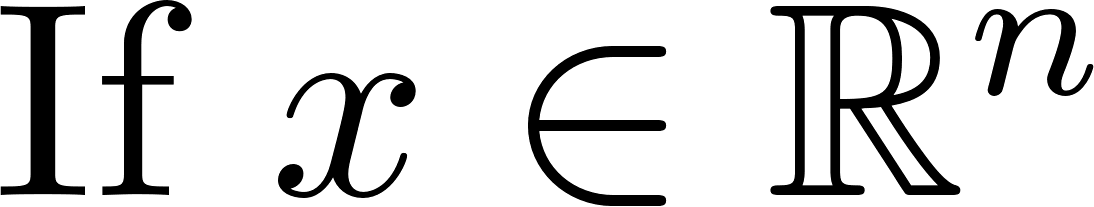 If x ∈ ℝⁿ